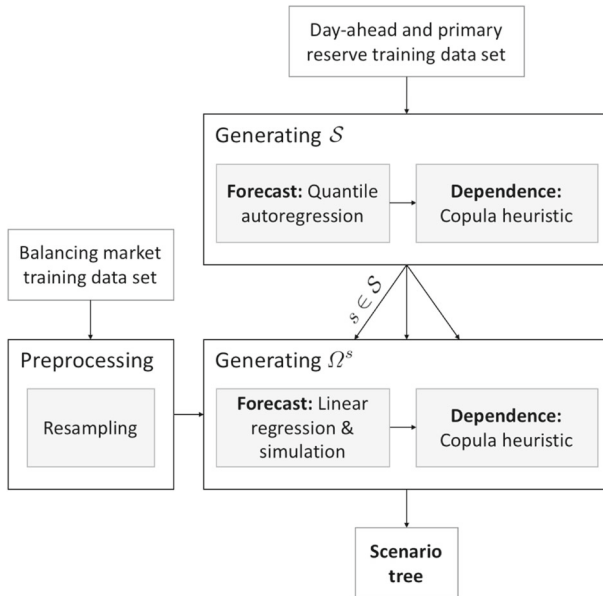 Day-ahead and primary
reserve training data set
Generating 𝒮
Forecast: Quantile
autoregression
Dependence:
Copula heuristic
Balancing market
training data set
s ∈ 𝒮
Preprocessing
Resampling
Generating Ωˢ
Forecast: Linear
regression &
simulation
Dependence:
Copula heuristic
Scenario
tree